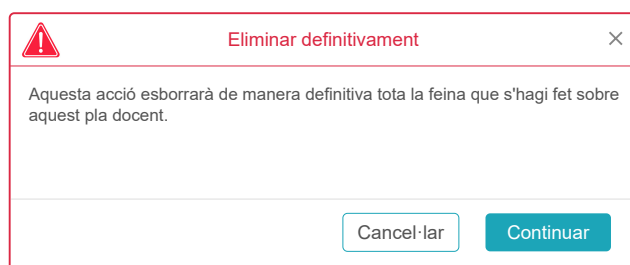 Eliminar definitivament
Aquesta acció esborrarà de manera definitiva tota la feina que s'hagi fet sobre
aquest pla docent.
Cancel·lar
Continuar